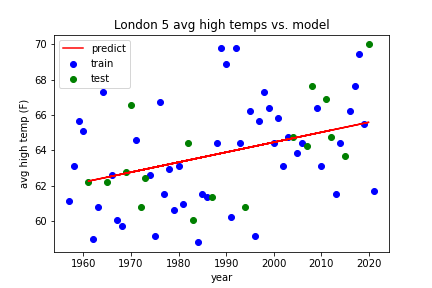 London 5 avg high temps vs. model
predict
train
test
avg high temp (F)
70
68
66
64
62
60
1960
1970
1980
1990
2000
2010
2020
year